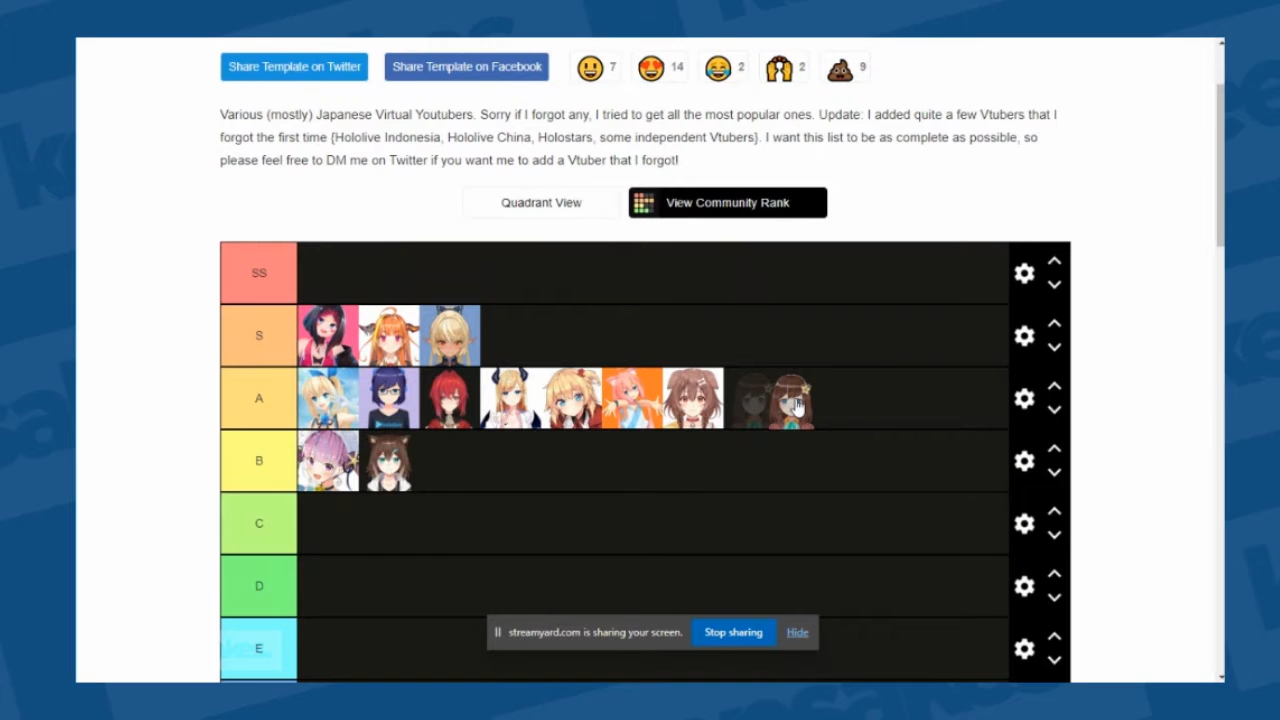 Share Template on Twitter
Share Template on Facebook
7
14
2
2
9
Various (mostly) Japanese Virtual Youtubers. Sorry if I forgot any, I tried to get all the most popular ones. Update: I added quite a few Vtubers that I
forgot the first time {Hololive Indonesia, Hololive China, Holostars, some independent Vtubers}. I want this list to be as complete as possible, so
please feel free to DM me on Twitter if you want me to add a Vtuber that I forgot!
Quadrant View
View Community Rank
SS
S
A
B
C
D
E
streamyard.com is sharing your screen.
Stop sharing
Hide